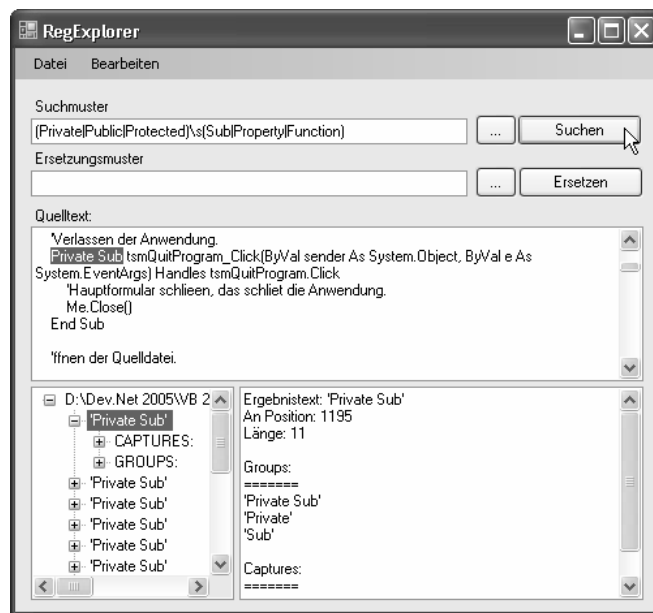 RegExplorer
Datei Bearbeiten
Suchmuster
(Private|Public|Protected)\s(Sub|Property|Function)
...
Suchen
Ersetzungsmuster
...
Ersetzen
Quelltext:
'Verlassen der Anwendung.
Private Sub tsmQuitProgram_Click(ByVal sender As System.Object, ByVal e As
System.EventArgs) Handles tsmQuitProgram.Click
'Hauptformular schlieen, das schliet die Anwendung.
Me.Close()
End Sub
'ffnen der Quelldatei.
D:\Dev.Net 2005\VB 2
'Private Sub'
CAPTURES:
GROUPS:
'Private Sub'
'Private Sub'
'Private Sub'
'Private Sub'
'Private Sub'
Ergebnistext: 'Private Sub'
An Position: 1195
Länge: 11
Groups:
=======
'Private Sub'
'Private'
'Sub'
Captures:
=======